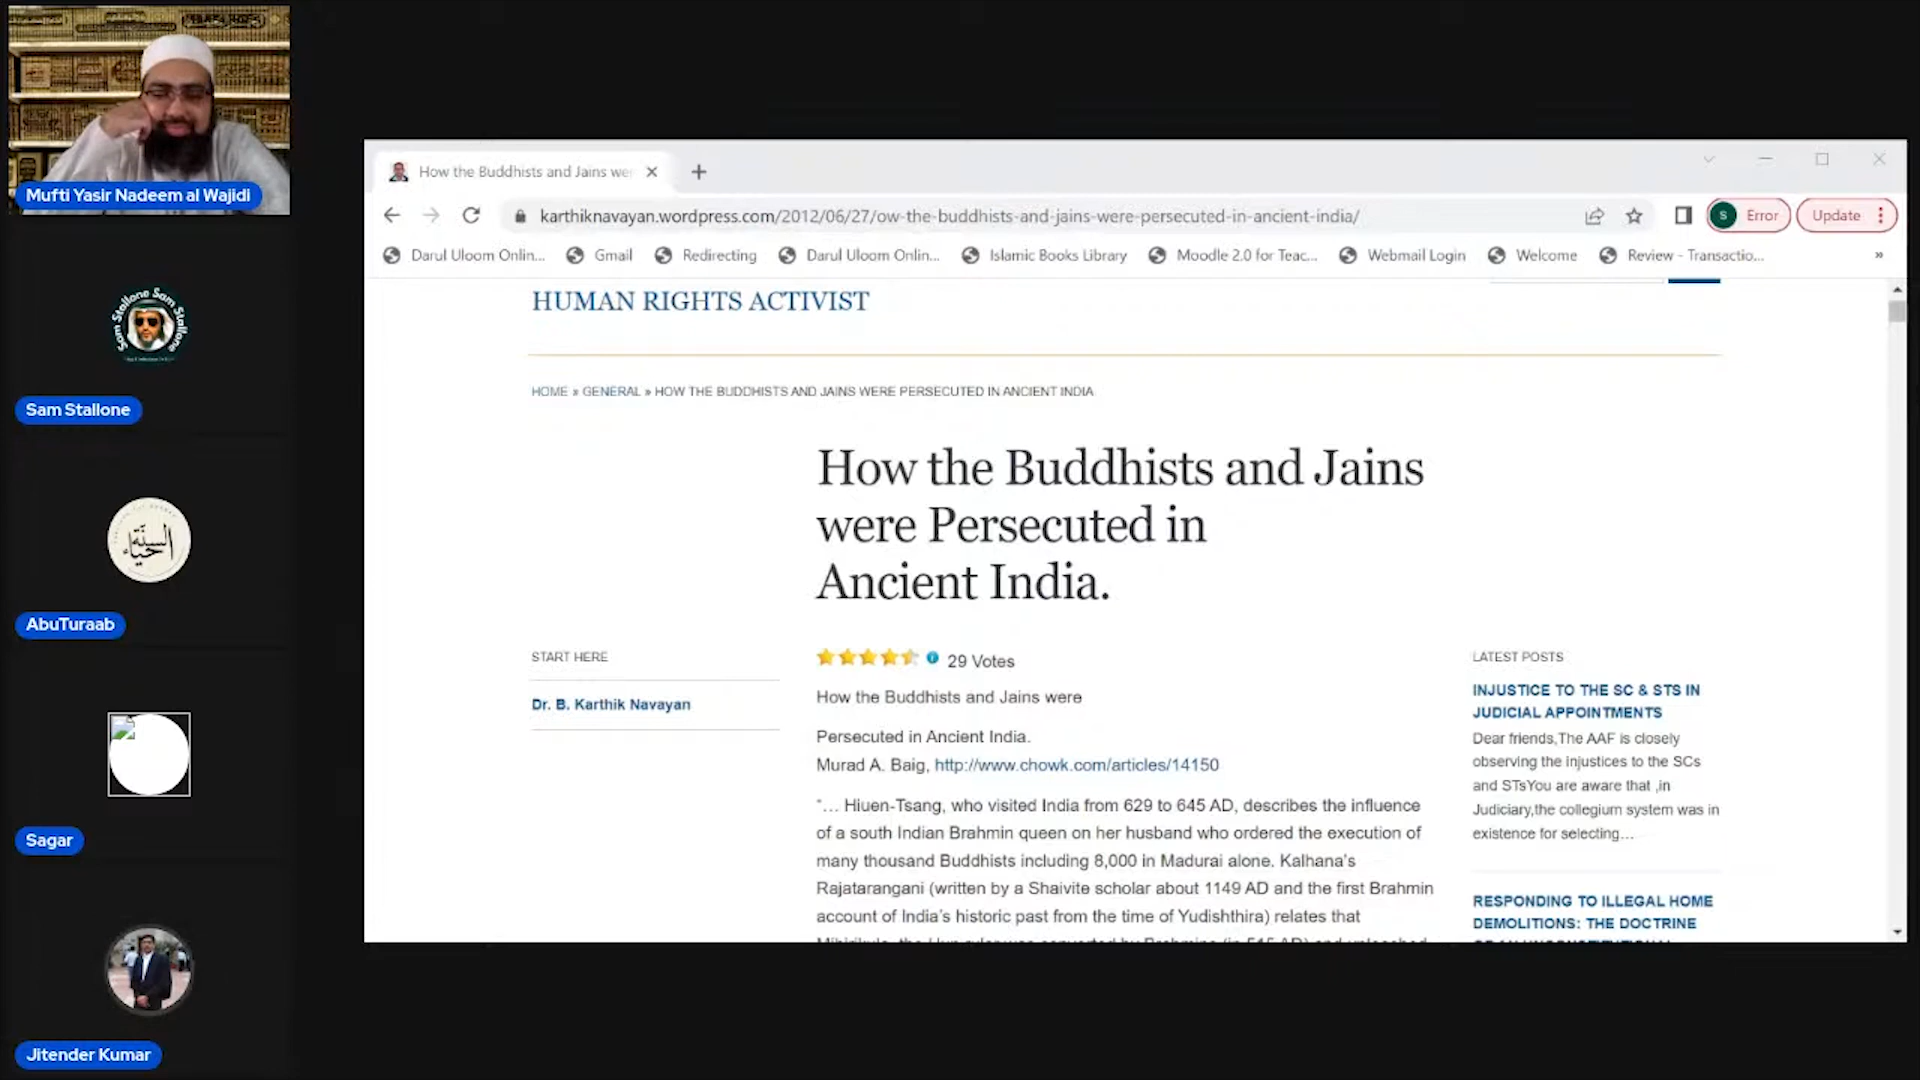 Mufti Yasir Nadeem al Wajidi
Sam Stallone Sam Stallone
Sam Stallone
السنة
الحياء
AbuTuraab
Sagar
Jitender Kumar
How the Buddhists and Jains wer
karthiknavayan.wordpress.com/2012/06/27/ow-the-buddhists-and-jains-were-persecuted-in-ancient-india/
S Error
Update
Darul Uloom Onlin... Gmail Redirecting Darul Uloom Onlin... Islamic Books Library Moodle 2.0 for Teac... Webmail Login Welcome Review - Transactio... »
HUMAN RIGHTS ACTIVIST
HOME » GENERAL » HOW THE BUDDHISTS AND JAINS WERE PERSECUTED IN ANCIENT INDIA
How the Buddhists and Jains
were Persecuted in
Ancient India.
START HERE
Dr. B. Karthik Navayan
29 Votes
How the Buddhists and Jains were
Persecuted in Ancient India.
Murad A. Baig, http://www.chowk.com/articles/14150
“… Hiuen-Tsang, who visited India from 629 to 645 AD, describes the influence
of a south Indian Brahmin queen on her husband who ordered the execution of
many thousand Buddhists including 8,000 in Madurai alone. Kalhana’s
Rajatarangani (written by a Shaivite scholar about 1149 AD and the first Brahmin
account of India’s historic past from the time of Yudishthira) relates that
LATEST POSTS
INJUSTICE TO THE SC & STS IN
JUDICIAL APPOINTMENTS
Dear friends,The AAF is closely
observing the injustices to the SCs
and STsYou are aware that ,in
Judiciary,the collegium system was in
existence for selecting…
RESPONDING TO ILLEGAL HOME
DEMOLITIONS: THE DOCTRINE